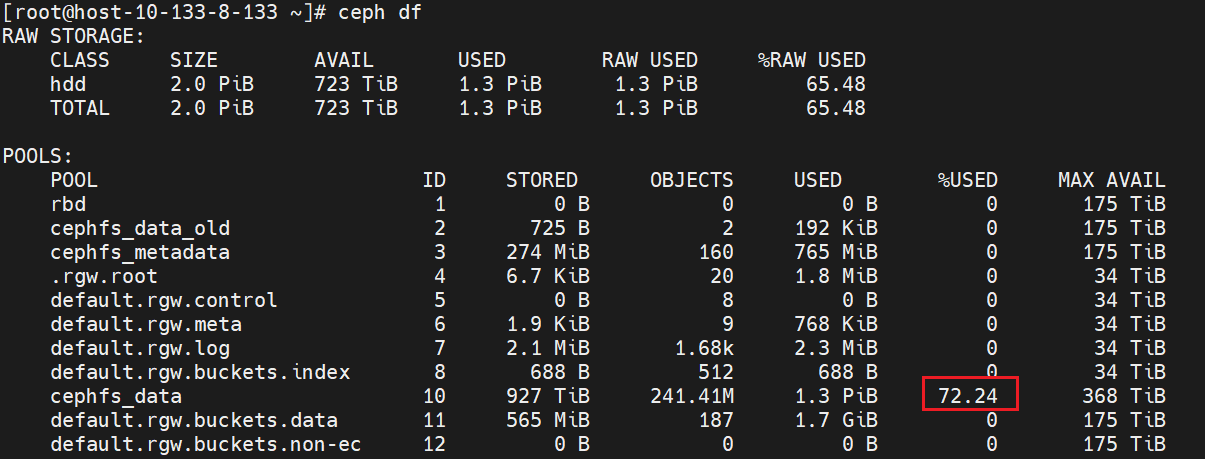 [root@host-10-133-8-133 ~]# ceph df
RAW STORAGE:
    CLASS     SIZE        AVAIL       USED        RAW USED     %RAW USED
    hdd       2.0 PiB     723 TiB     1.3 PiB      1.3 PiB         65.48
    TOTAL     2.0 PiB     723 TiB     1.3 PiB      1.3 PiB         65.48

POOLS:
    POOL                           ID     STORED      OBJECTS     USED        %USED     MAX AVAIL
    rbd                             1         0 B           0         0 B         0       175 TiB
    cephfs_data_old                 2       725 B           2     192 KiB         0       175 TiB
    cephfs_metadata                 3     274 MiB         160     765 MiB         0       175 TiB
    .rgw.root                       4     6.7 KiB          20     1.8 MiB         0        34 TiB
    default.rgw.control             5         0 B           8         0 B         0        34 TiB
    default.rgw.meta                6     1.9 KiB           9     768 KiB         0        34 TiB
    default.rgw.log                 7     2.1 MiB       1.68k     2.3 MiB         0        34 TiB
    default.rgw.buckets.index       8       688 B         512       688 B         0        34 TiB
    cephfs_data                    10     927 TiB     241.41M     1.3 PiB     72.24       368 TiB
    default.rgw.buckets.data       11     565 MiB         187     1.7 GiB         0       175 TiB
    default.rgw.buckets.non-ec     12         0 B           0         0 B         0       175 TiB